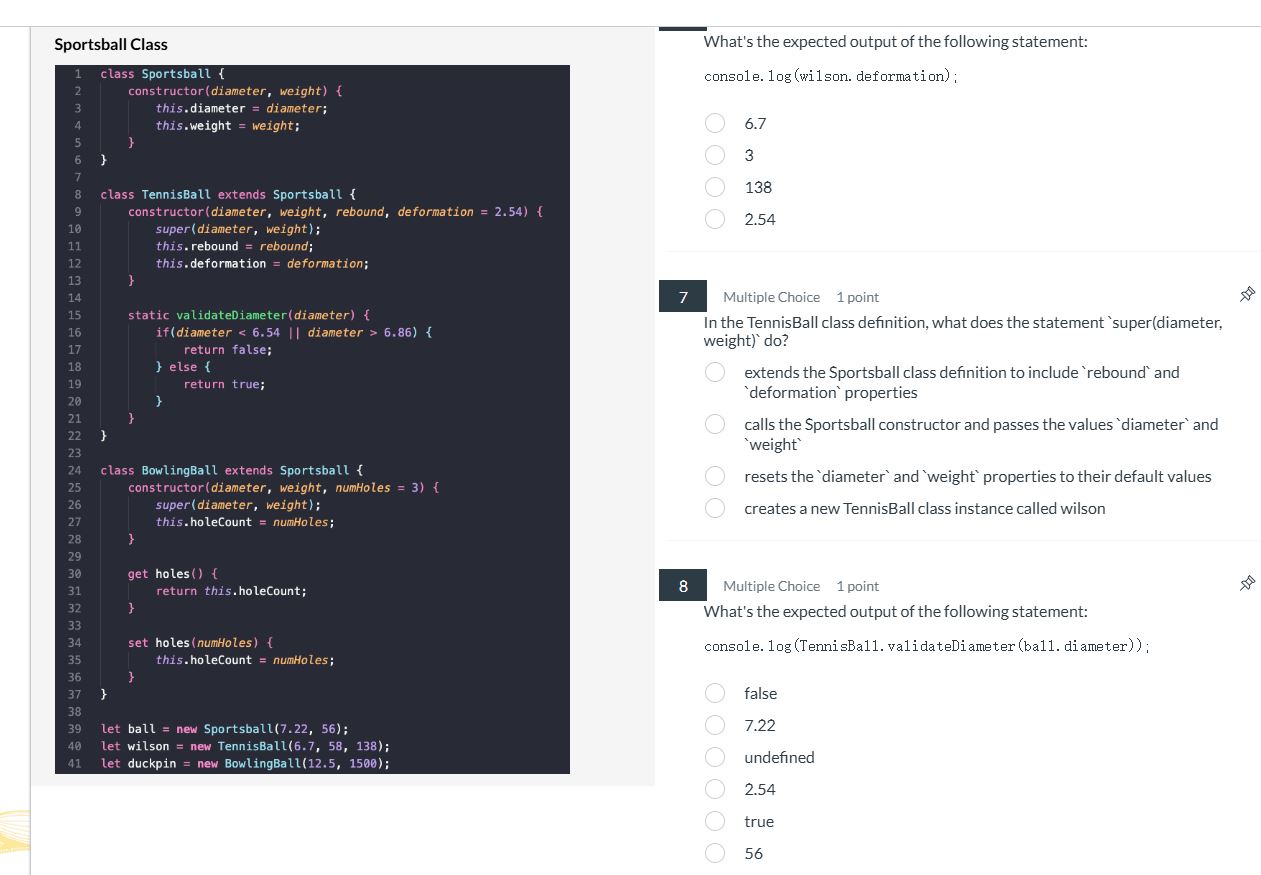 Sportsball Class
1 class Sportsball {
2 constructor(diameter, weight) {
3 this.diameter = diameter;
4 this.weight = weight;
5 }
6 }
7
8 class TennisBall extends Sportsball {
9 constructor(diameter, weight, rebound, deformation = 2.54) {
10 super(diameter, weight);
11 this.rebound = rebound;
12 this.deformation = deformation;
13 }
14
15 static validateDiameter(diameter) {
16 if(diameter < 6.54 || diameter > 6.86) {
17 return false;
18 } else {
19 return true;
20 }
21 }
22 }
23
24 class BowlingBall extends Sportsball {
25 constructor(diameter, weight, numHoles = 3) {
26 super(diameter, weight);
27 this.holeCount = numHoles;
28 }
29
30 get holes() {
31 return this.holeCount;
32 }
33
34 set holes(numHoles) {
35 this.holeCount = numHoles;
36 }
37 }
38
39 let ball = new Sportsball(7.22, 56);
40 let wilson = new TennisBall(6.7, 58, 138);
41 let duckpin = new BowlingBall(12.5, 1500);
What's the expected output of the following statement:
console.log(wilson.deformation);
6.7
3
138
2.54
7 Multiple Choice 1 point
In the TennisBall class definition, what does the statement `super(diameter,
weight)` do?
extends the Sportsball class definition to include `rebound` and
`deformation` properties
calls the Sportsball constructor and passes the values `diameter` and
`weight`
resets the `diameter` and `weight` properties to their default values
creates a new TennisBall class instance called wilson
8 Multiple Choice 1 point
What's the expected output of the following statement:
console.log(TennisBall.validateDiameter(ball.diameter));
false
7.22
undefined
2.54
true
56